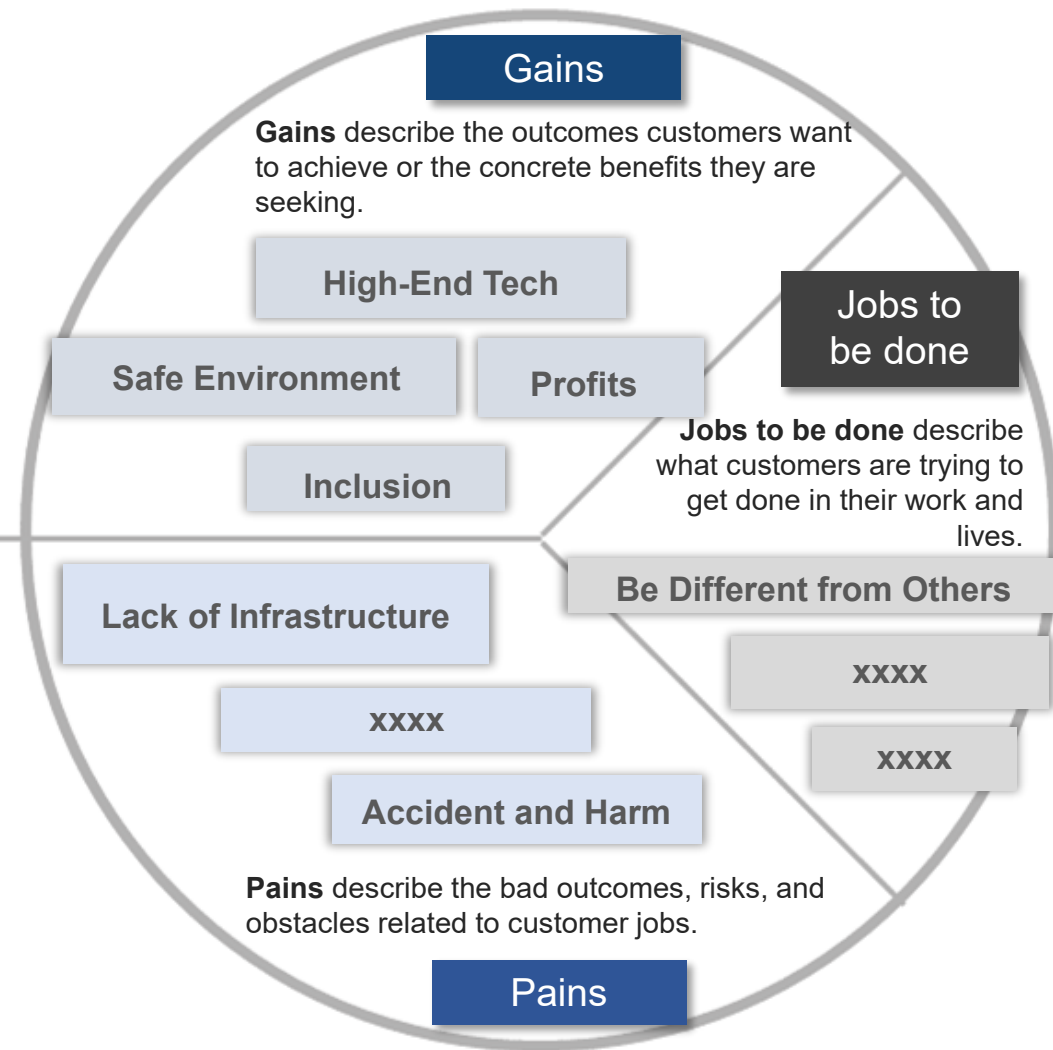 Gains
Gains describe the outcomes customers want
to achieve or the concrete benefits they are
seeking.
High-End Tech
Safe Environment
Profits
Inclusion
Jobs to
be done
Jobs to be done describe
what customers are trying to
get done in their work and
lives.
Be Different from Others
xxxx
xxxx
Lack of Infrastructure
xxxx
Accident and Harm
Pains describe the bad outcomes, risks, and
obstacles related to customer jobs.
Pains